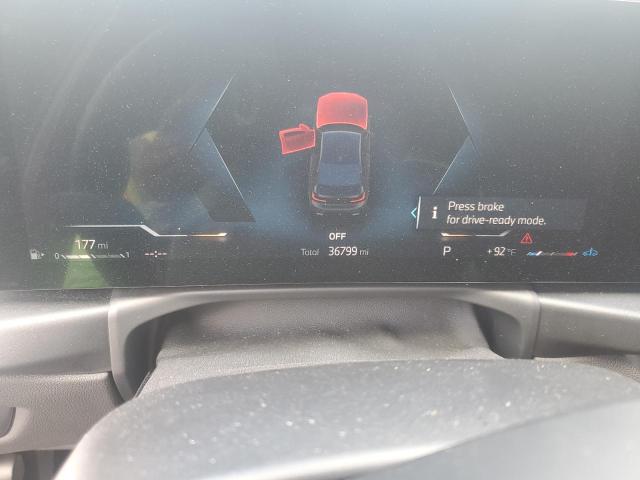 Press brake
for drive-ready mode.
177 mi
OFF
0
1
--:--
Total 36799 mi
P
+92 °F